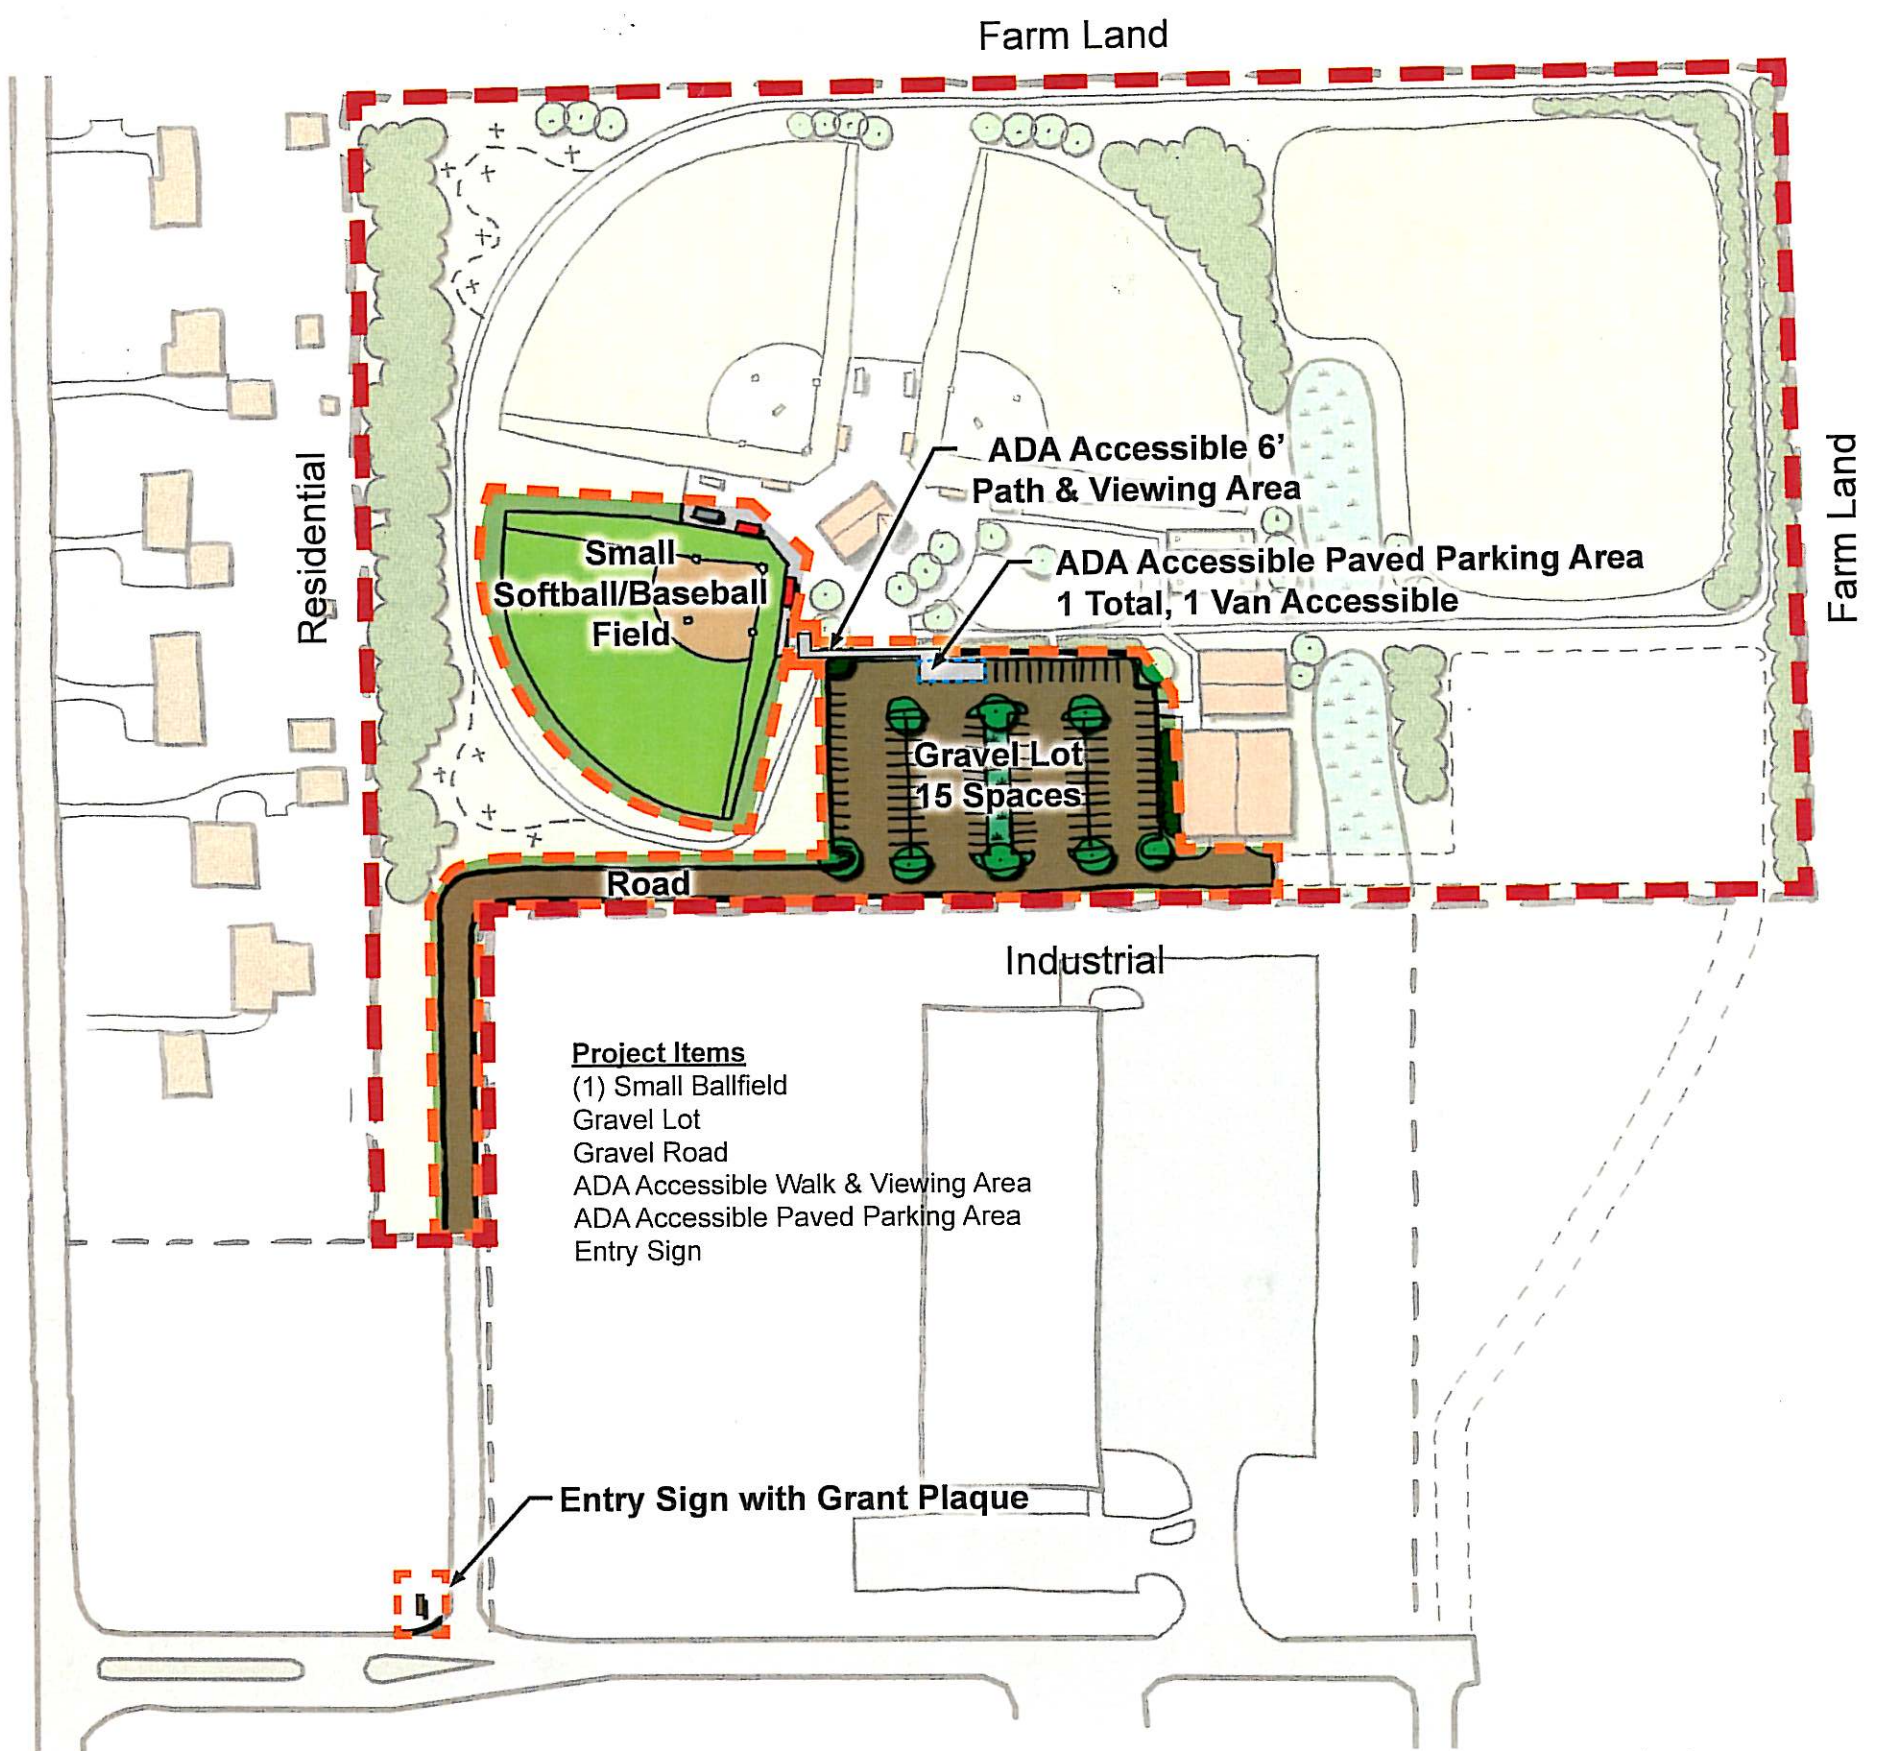 Farm Land
Residential
Farm Land
ADA Accessible 6’
Path & Viewing Area
ADA Accessible Paved Parking Area
1 Total, 1 Van Accessible
Small
Softball/Baseball
Field
Gravel Lot
15 Spaces
Road
Industrial
Project Items
(1) Small Ballfield
Gravel Lot
Gravel Road
ADA Accessible Walk & Viewing Area
ADA Accessible Paved Parking Area
Entry Sign
Entry Sign with Grant Plaque